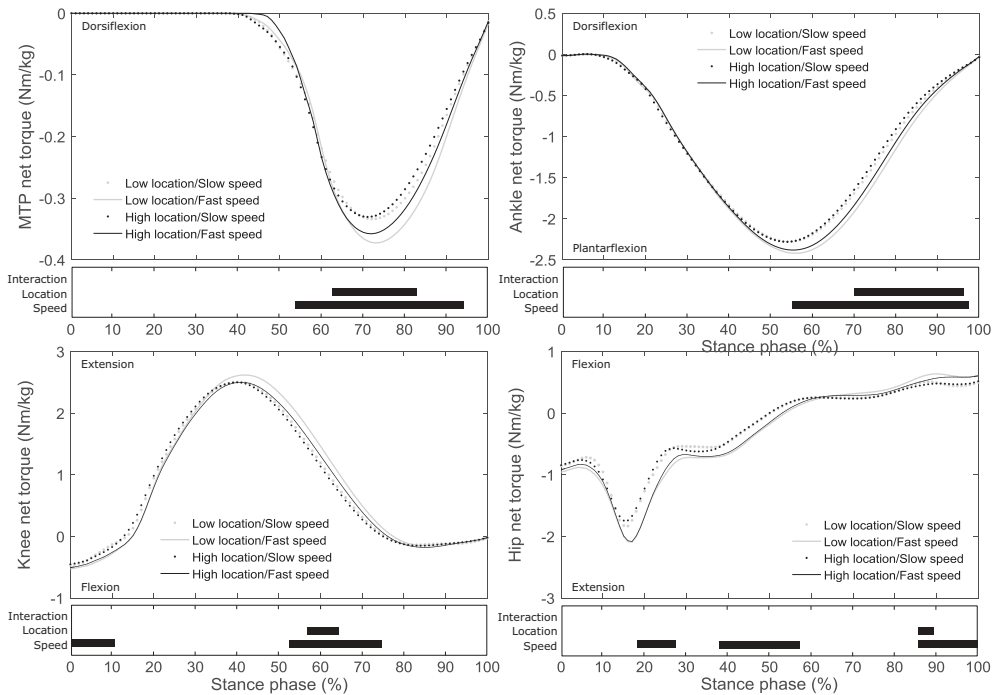 MTP net torque (Nm/kg)
0
-0.1
-0.2
-0.3
-0.4
Dorsiflexion
Low location/Slow speed
Low location/Fast speed
High location/Slow speed
High location/Fast speed
Interaction
Location
Speed
0 10 20 30 40 50 60 70 80 90 100
Ankle net torque (Nm/kg)
0.5
0
-0.5
-1
-1.5
-2
-2.5
Dorsiflexion
Low location/Slow speed
Low location/Fast speed
High location/Slow speed
High location/Fast speed
Plantarflexion
Interaction
Location
Speed
0 10 20 30 40 50 60 70 80 90 100
Stance phase (%)
Knee net torque (Nm/kg)
3
2
1
0
-1
Extension
Low location/Slow speed
Low location/Fast speed
High location/Slow speed
High location/Fast speed
Flexion
Interaction
Location
Speed
0 10 20 30 40 50 60 70 80 90 100
Stance phase (%)
Hip net torque (Nm/kg)
1
0
-1
-2
-3
Flexion
Low location/Slow speed
Low location/Fast speed
High location/Slow speed
High location/Fast speed
Extension
Interaction
Location
Speed
0 10 20 30 40 50 60 70 80 90 100
Stance phase (%)